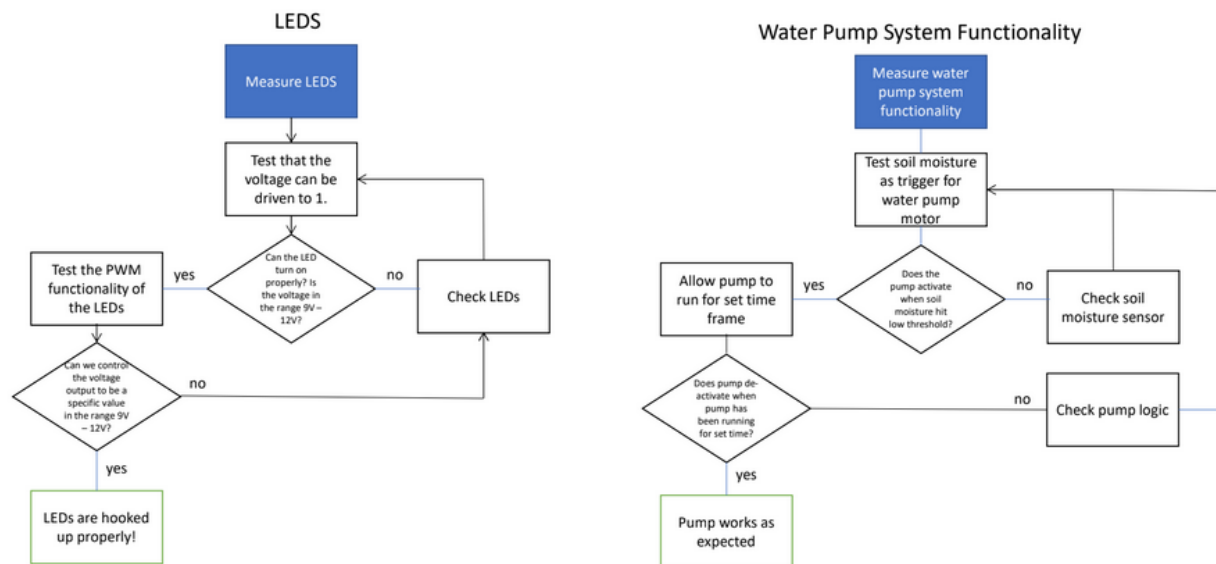 LEDS
Measure LEDS
Test that the
voltage can be
driven to 1.
Can the LED
turn on
properly? Is
the voltage in
the range 9V –
12V?
yes
no
Test the PWM
functionality of
the LEDs
Check LEDs
Can we control
the voltage
output to be a
specific value
in the range 9V
– 12V?
no
yes
LEDs are hooked
up properly!
Water Pump System Functionality
Measure water
pump system
functionality
Test soil moisture
as trigger for
water pump
motor
Does the
pump activate
when soil
moisture hit
low threshold?
yes
no
Allow pump to
run for set time
frame
Check soil
moisture sensor
Does pump de-
activate when
pump has
been running
for set time?
no
Check pump logic
yes
Pump works as
expected